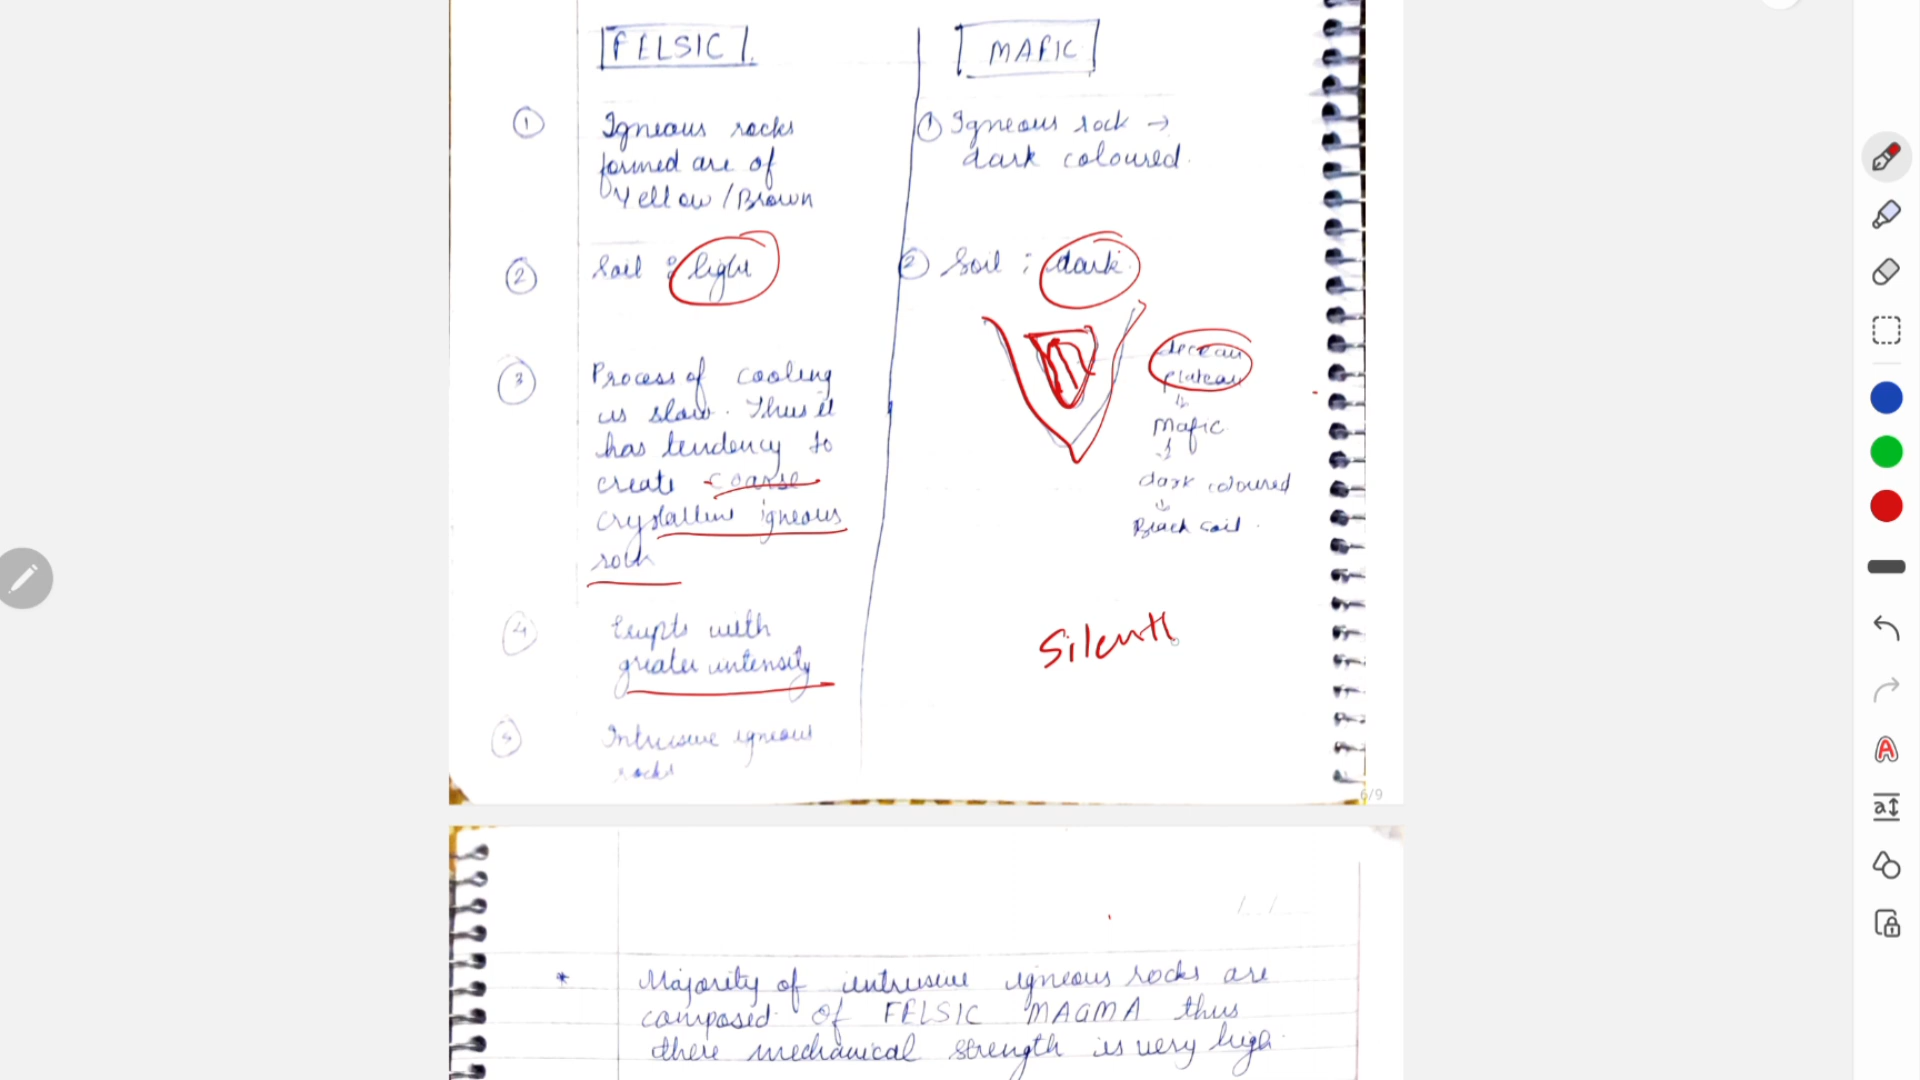 FELSIC
MAFIC
① Igneous rocks
formed are of
Yellow/Brown
① Igneous rock →
dark coloured.
② Soil : light
② Soil : dark
③ Process of cooling
is slow. Thus it
has tendency to
create coarse
crystalline igneous
rock
deccan
plateau
Mafic
dark coloured
Black soil.
④ Erupts with
greater intensity
Silentl
5 Intrusive igneous
rocks
6/9
* Majority of intrusive igneous rocks are
composed of FELSIC MAGMA thus
there mechanical strength is very high.